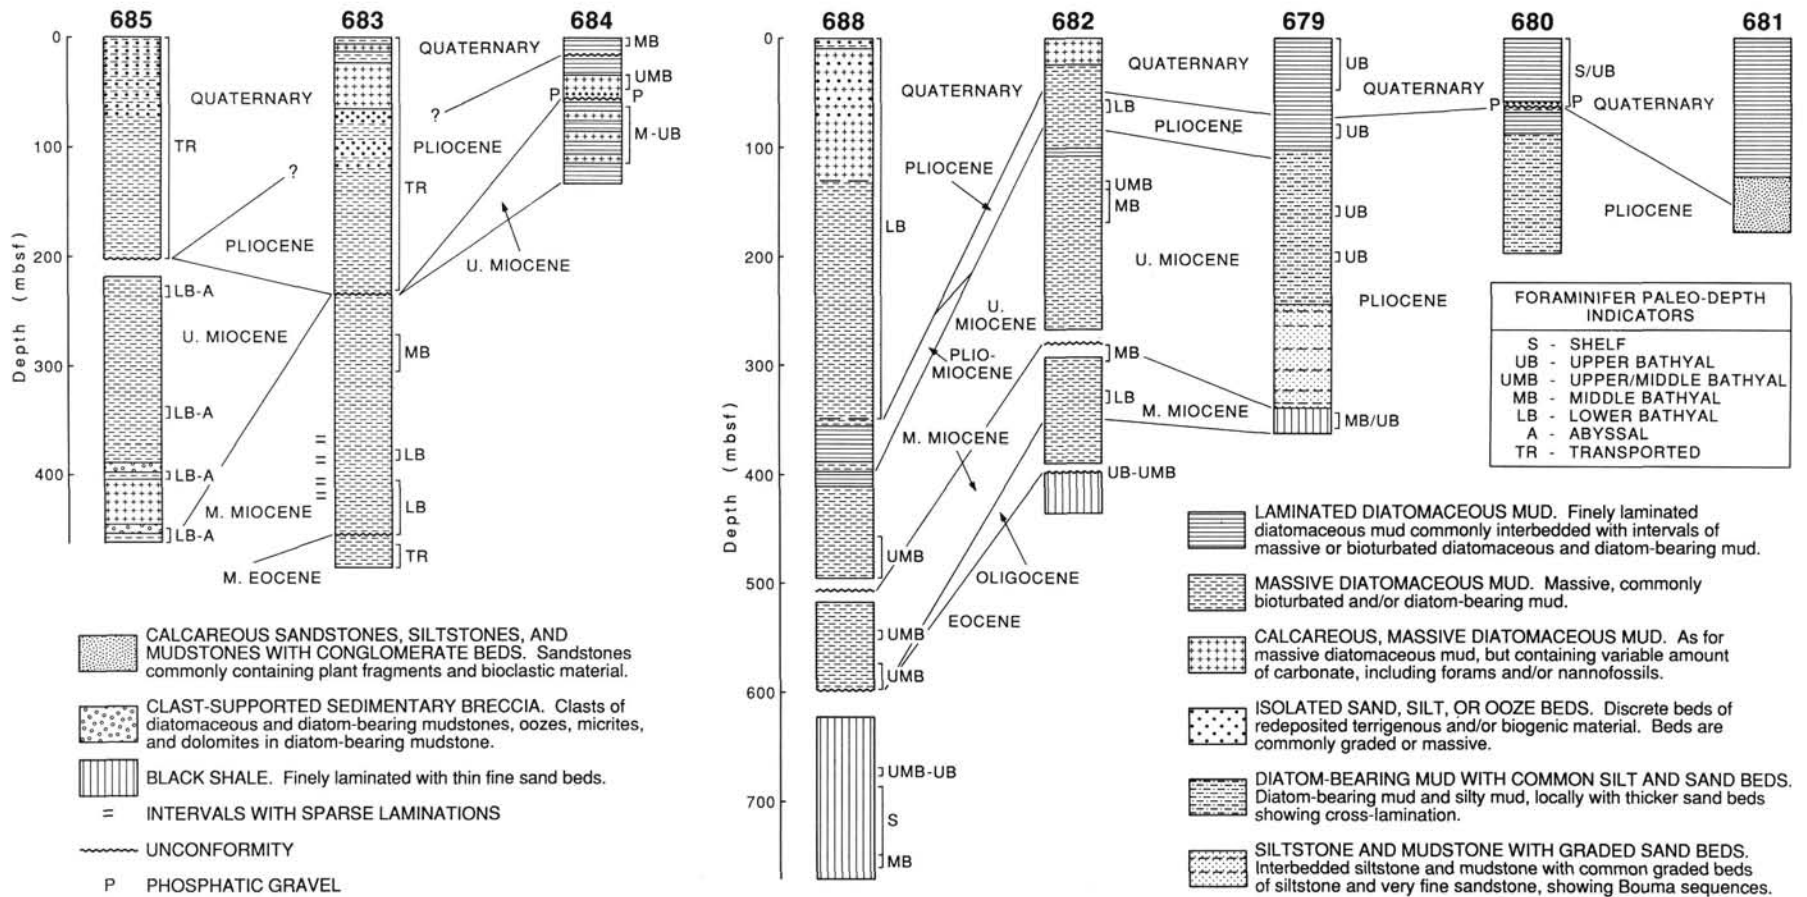 685
683
684
688
682
679
680
681
0
100
200
300
400
Depth (mbsf)
QUATERNARY
TR
?
PLIOCENE
LB-A
U. MIOCENE
LB-A
LB-A
M. MIOCENE
LB-A
M. EOCENE
QUATERNARY
?
PLIOCENE
TR
U. MIOCENE
MB
LB
LB
TR
MB
UMB
P
P
M-UB
0
100
200
300
400
500
600
700
Depth (mbsf)
QUATERNARY
PLIOCENE
LB
U.
MIOCENE
PLIO-
MIOCENE
M. MIOCENE
UMB
OLIGOCENE
EOCENE
UMB
UMB
UMB-UB
S
MB
QUATERNARY
LB
PLIOCENE
UMB
MB
U. MIOCENE
MB
LB
M. MIOCENE
UB-UMB
UB
QUATERNARY
UB
UB
UB
PLIOCENE
MB/UB
S/UB
P
P
QUATERNARY
PLIOCENE
FORAMINIFER PALEO-DEPTH
INDICATORS
S - SHELF
UB - UPPER BATHYAL
UMB - UPPER/MIDDLE BATHYAL
MB - MIDDLE BATHYAL
LB - LOWER BATHYAL
A - ABYSSAL
TR - TRANSPORTED
CALCAREOUS SANDSTONES, SILTSTONES, AND
MUDSTONES WITH CONGLOMERATE BEDS. Sandstones
commonly containing plant fragments and bioclastic material.
CLAST-SUPPORTED SEDIMENTARY BRECCIA. Clasts of
diatomaceous and diatom-bearing mudstones, oozes, micrites,
and dolomites in diatom-bearing mudstone.
BLACK SHALE. Finely laminated with thin fine sand beds.
INTERVALS WITH SPARSE LAMINATIONS
UNCONFORMITY
P PHOSPHATIC GRAVEL
LAMINATED DIATOMACEOUS MUD. Finely laminated
diatomaceous mud commonly interbedded with intervals of
massive or bioturbated diatomaceous and diatom-bearing mud.
MASSIVE DIATOMACEOUS MUD. Massive, commonly
bioturbated and/or diatom-bearing mud.
CALCAREOUS, MASSIVE DIATOMACEOUS MUD. As for
massive diatomaceous mud, but containing variable amount
of carbonate, including forams and/or nannofossils.
ISOLATED SAND, SILT, OR OOZE BEDS. Discrete beds of
redeposited terrigenous and/or biogenic material. Beds are
commonly graded or massive.
DIATOM-BEARING MUD WITH COMMON SILT AND SAND BEDS.
Diatom-bearing mud and silty mud, locally with thicker sand beds
showing cross-lamination.
SILTSTONE AND MUDSTONE WITH GRADED SAND BEDS.
Interbedded siltstone and mudstone with common graded beds
of siltstone and very fine sandstone, showing Bouma sequences.